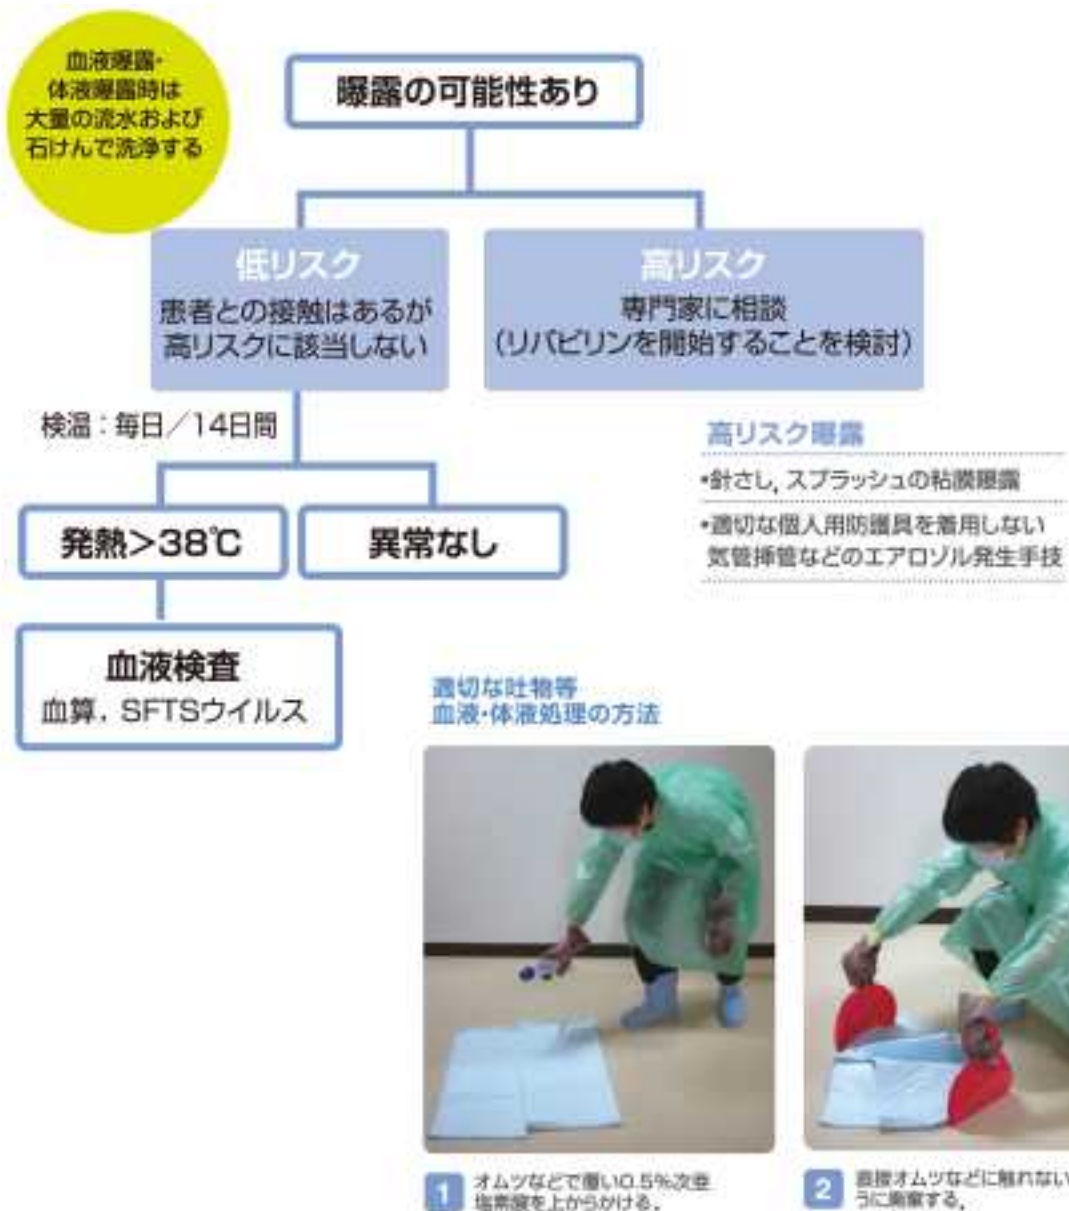 血液曝露・
体液曝露時は
大量の流水および
石けんで洗浄する
曝露の可能性あり
低リスク
患者との接触はあるが
高リスクに該当しない
高リスク
専門家に相談
（リバビリンを開始することを検討）
検温：毎日／14日間
高リスク曝露
•針さし，スプラッシュの粘膜曝露
•適切な個人用防護具を着用しない
気管挿管などのエアロゾル発生手技
発熱>38℃
異常なし
血液検査
血算，SFTSウイルス
適切な吐物等
血液・体液処理の方法
1 オムツなどで覆い0.5％次亜
塩素酸を上からかける。
2 直接オムツなどに触れない
うに廃棄する。